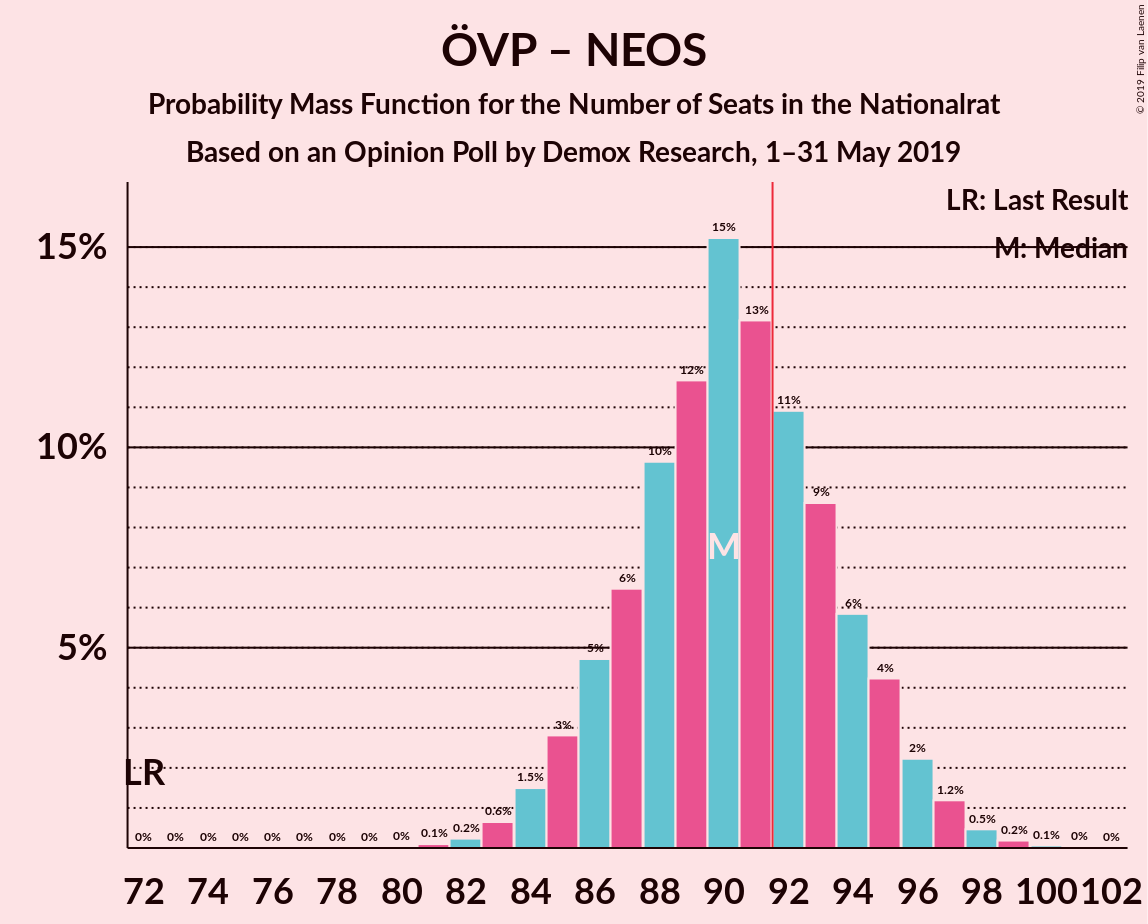 ÖVP – NEOS
Probability Mass Function for the Number of Seats in the Nationalrat
Based on an Opinion Poll by Demox Research, 1–31 May 2019
© 2019 Filip van Laenen
LR: Last Result
M: Median
15%
10%
5%
LR
M
0% 0% 0% 0% 0% 0% 0% 0% 0% 0.1% 0.2% 0.6% 1.5% 3% 5% 6% 10% 12% 15% 13% 11% 9% 6% 4% 2% 1.2% 0.5% 0.2% 0.1% 0% 0%
72 74 76 78 80 82 84 86 88 90 92 94 96 98 100 102